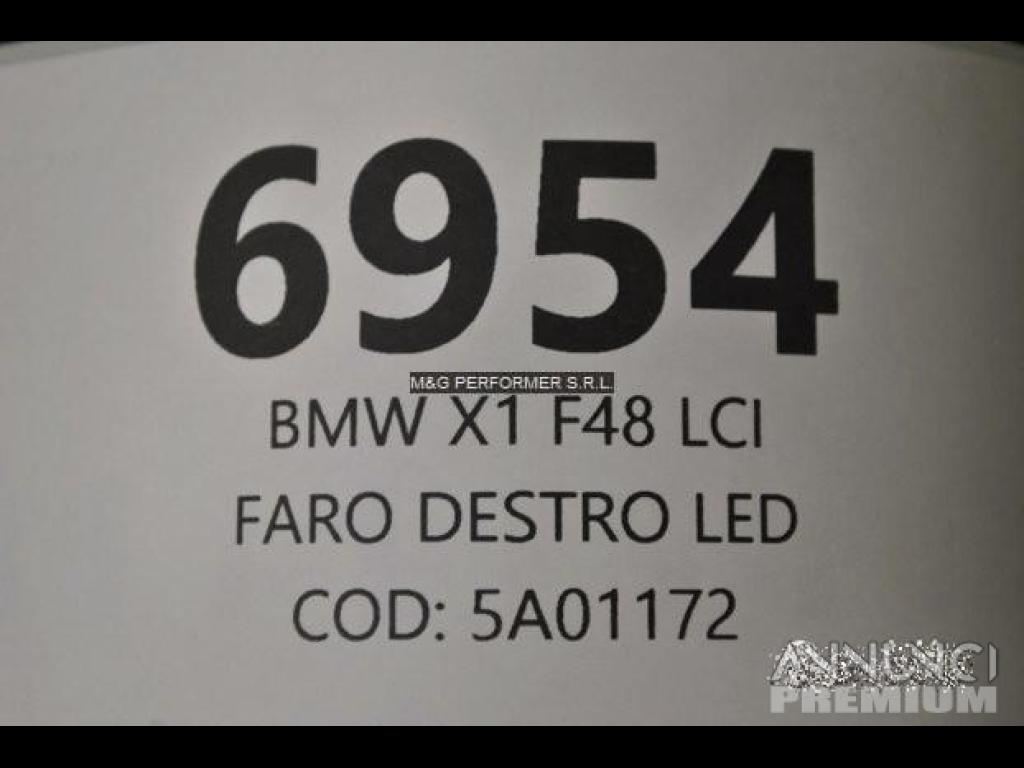 6954
M&G PERFORMER S.R.L.
BMW X1 F48 LCI
FARO DESTRO LED
COD: 5A01172
ANNUNCI
PREMIUM